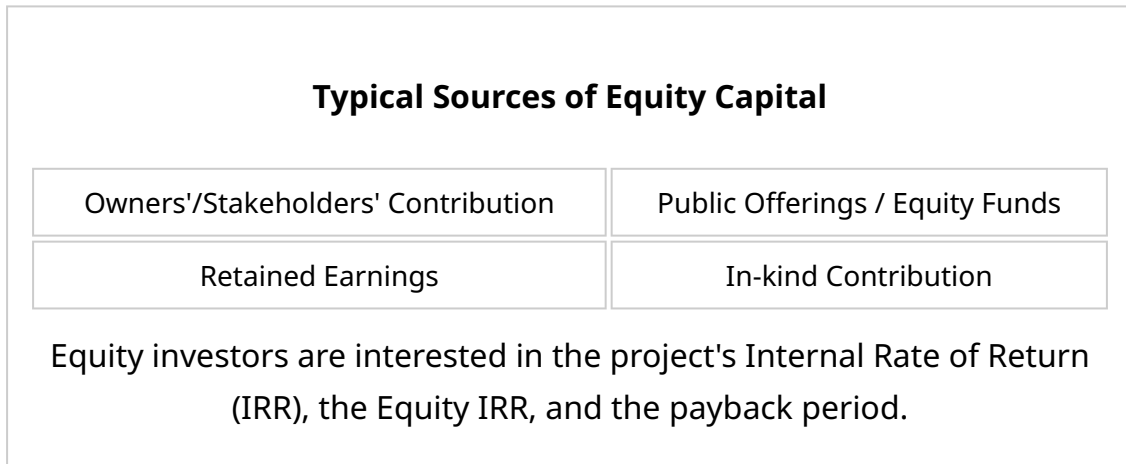 Typical Sources of Equity Capital
Owners'/Stakeholders' Contribution
Public Offerings / Equity Funds
Retained Earnings
In-kind Contribution
Equity investors are interested in the project's Internal Rate of Return
(IRR), the Equity IRR, and the payback period.